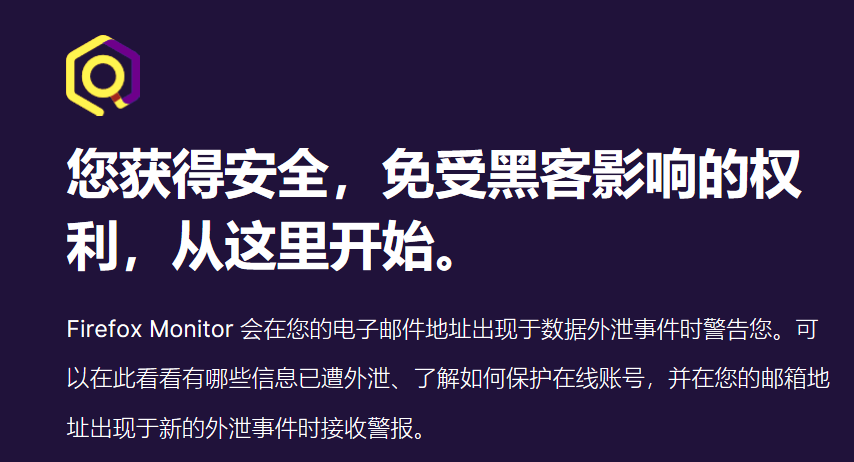 您获得安全，免受黑客影响的权
利，从这里开始。
Firefox Monitor 会在您的电子邮件地址出现于数据外泄事件时警告您。可
以在此看看有哪些信息已遭外泄、了解如何保护在线账号，并在您的邮箱地
址出现于新的外泄事件时接收警报。